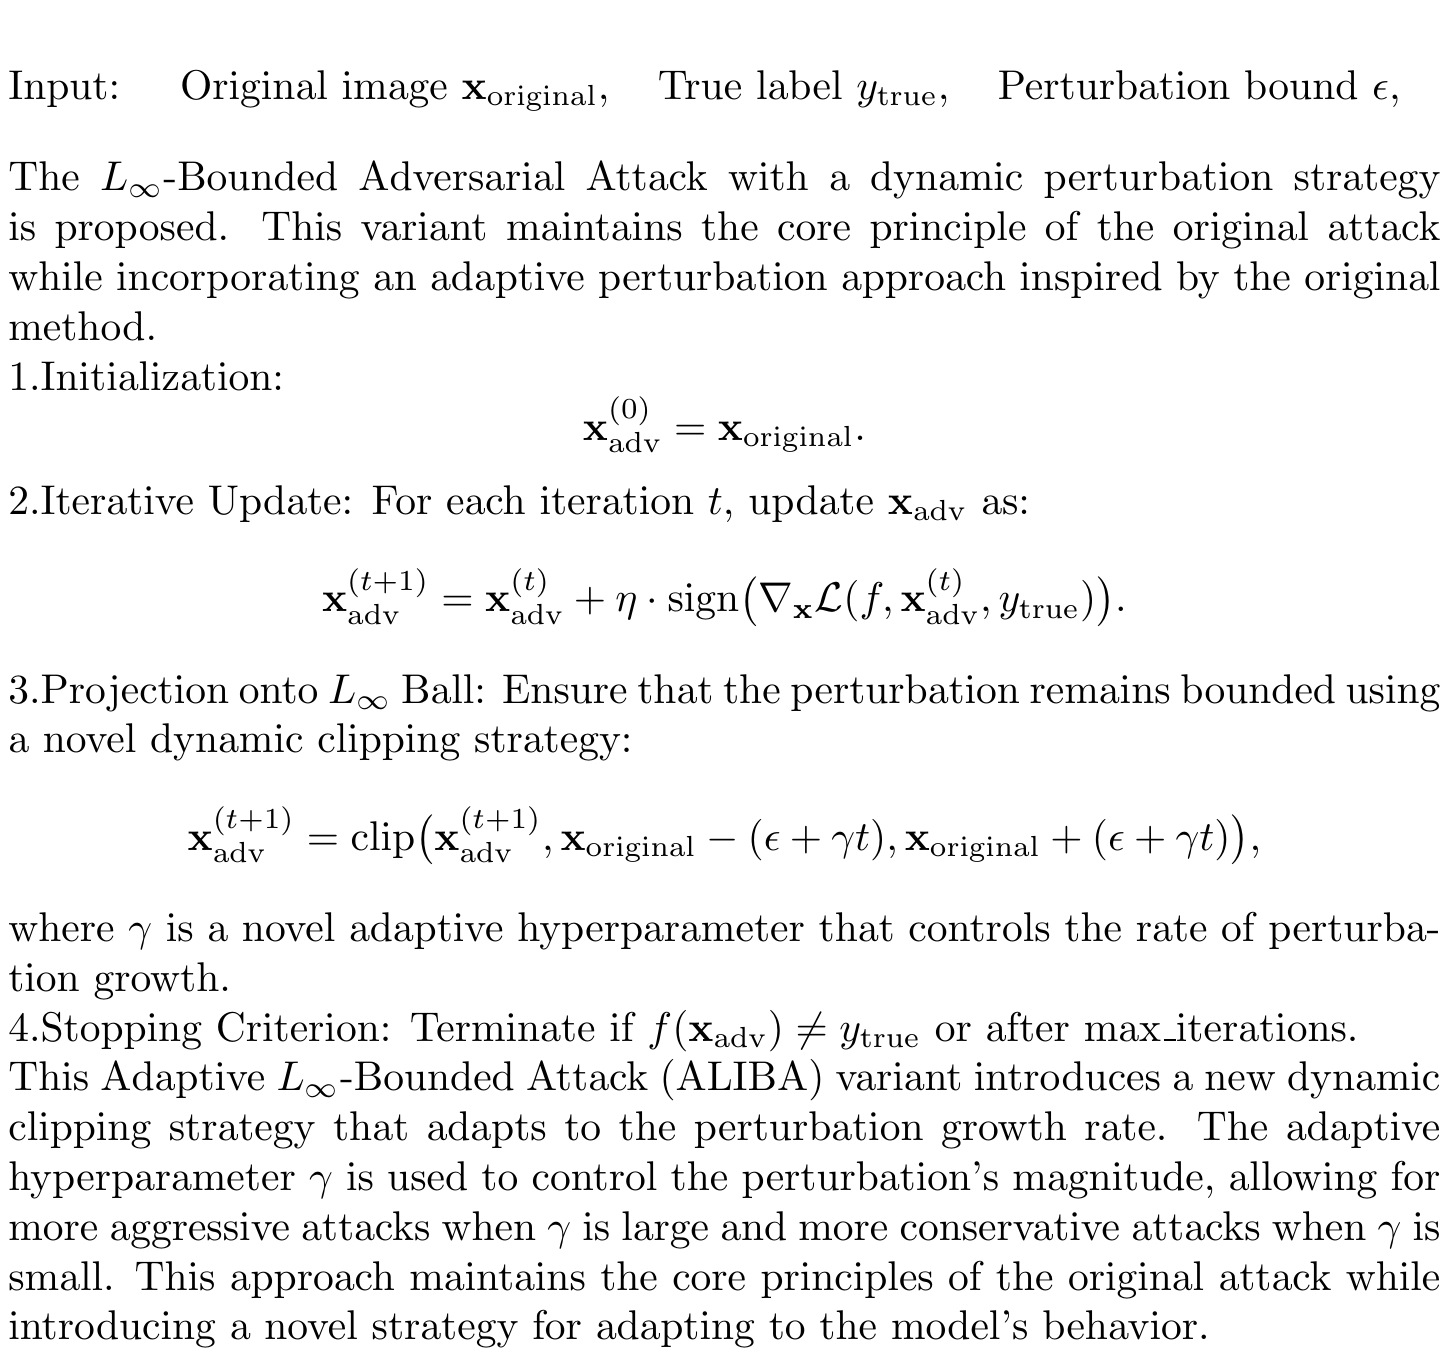 Input: Original image $\mathbf{x}_{\text{original}}$, True label $y_{\text{true}}$, Perturbation bound $\epsilon$,
The $L_\infty$-Bounded Adversarial Attack with a dynamic perturbation strategy
is proposed. This variant maintains the core principle of the original attack
while incorporating an adaptive perturbation approach inspired by the original
method.
1.Initialization:
$\mathbf{x}_{\text{adv}}^{(0)} = \mathbf{x}_{\text{original}}.$
2.Iterative Update: For each iteration $t$, update $\mathbf{x}_{\text{adv}}$ as:
$\mathbf{x}_{\text{adv}}^{(t+1)} = \mathbf{x}_{\text{adv}}^{(t)} + \eta \cdot \text{sign}\big(\nabla_{\mathbf{x}} \mathcal{L}(f, \mathbf{x}_{\text{adv}}^{(t)}, y_{\text{true}})\big).$
3.Projection onto $L_\infty$ Ball: Ensure that the perturbation remains bounded using
a novel dynamic clipping strategy:
$\mathbf{x}_{\text{adv}}^{(t+1)} = \text{clip}\big(\mathbf{x}_{\text{adv}}^{(t+1)}, \mathbf{x}_{\text{original}} - (\epsilon + \gamma t), \mathbf{x}_{\text{original}} + (\epsilon + \gamma t)\big),$
where $\gamma$ is a novel adaptive hyperparameter that controls the rate of perturba-
tion growth.
4.Stopping Criterion: Terminate if $f(\mathbf{x}_{\text{adv}}) \neq y_{\text{true}}$ or after max_iterations.
This Adaptive $L_\infty$-Bounded Attack (ALIBA) variant introduces a new dynamic
clipping strategy that adapts to the perturbation growth rate. The adaptive
hyperparameter $\gamma$ is used to control the perturbation's magnitude, allowing for
more aggressive attacks when $\gamma$ is large and more conservative attacks when $\gamma$ is
small. This approach maintains the core principles of the original attack while
introducing a novel strategy for adapting to the model's behavior.